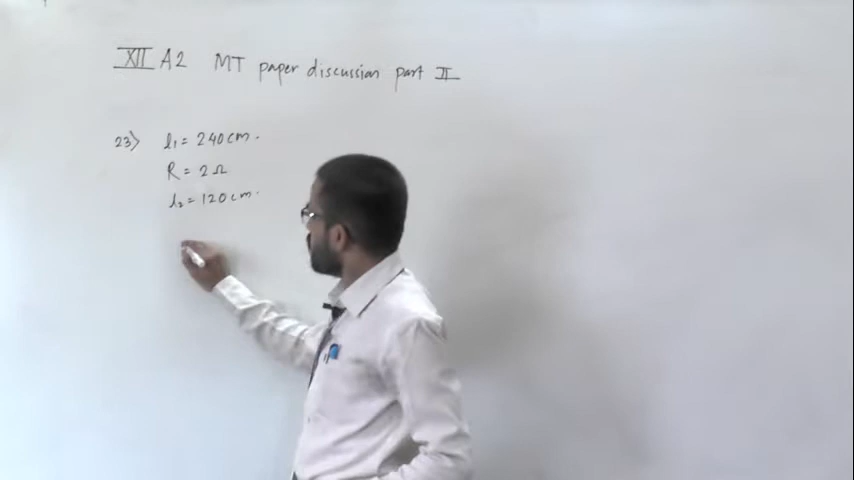 XII A2 MT paper discussion part II
23) l₁ = 240 cm.
R = 2 Ω
l₂ = 120 cm.